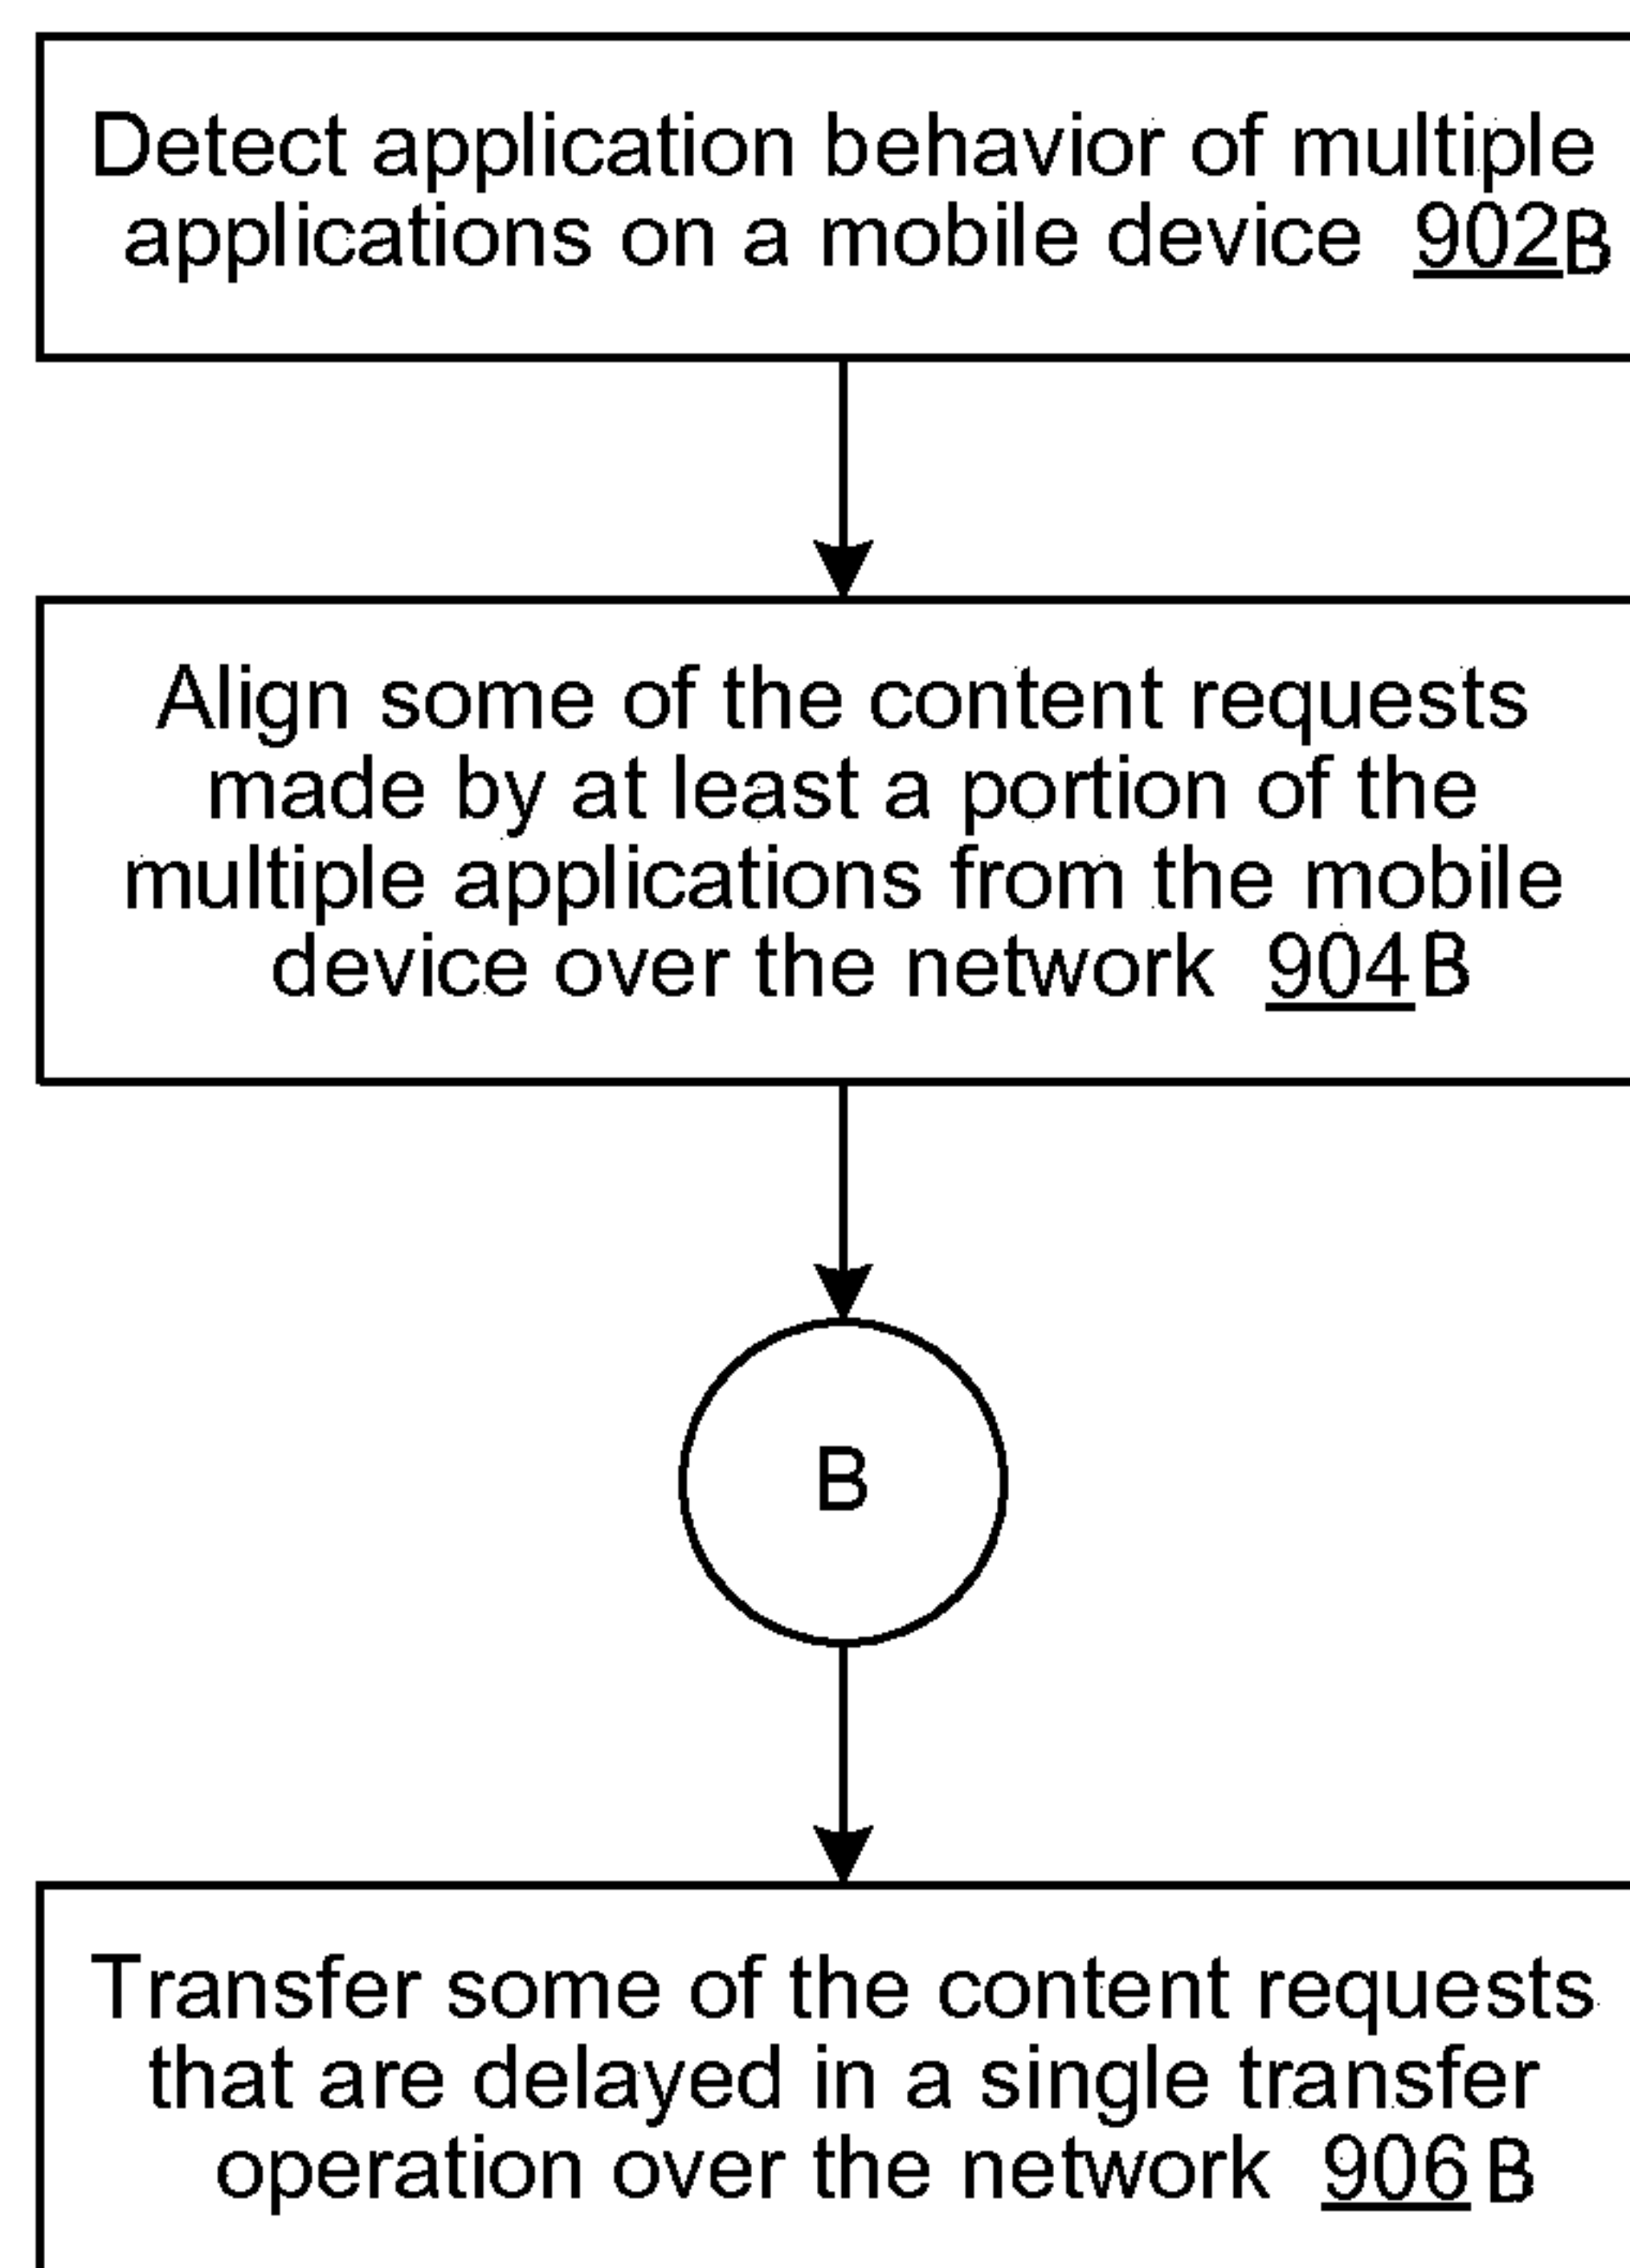 Detect application behavior of multiple
applications on a mobile device 902B
Align some of the content requests
made by at least a portion of the
multiple applications from the mobile
device over the network 904B
B
Transfer some of the content requests
that are delayed in a single transfer
operation over the network 906B